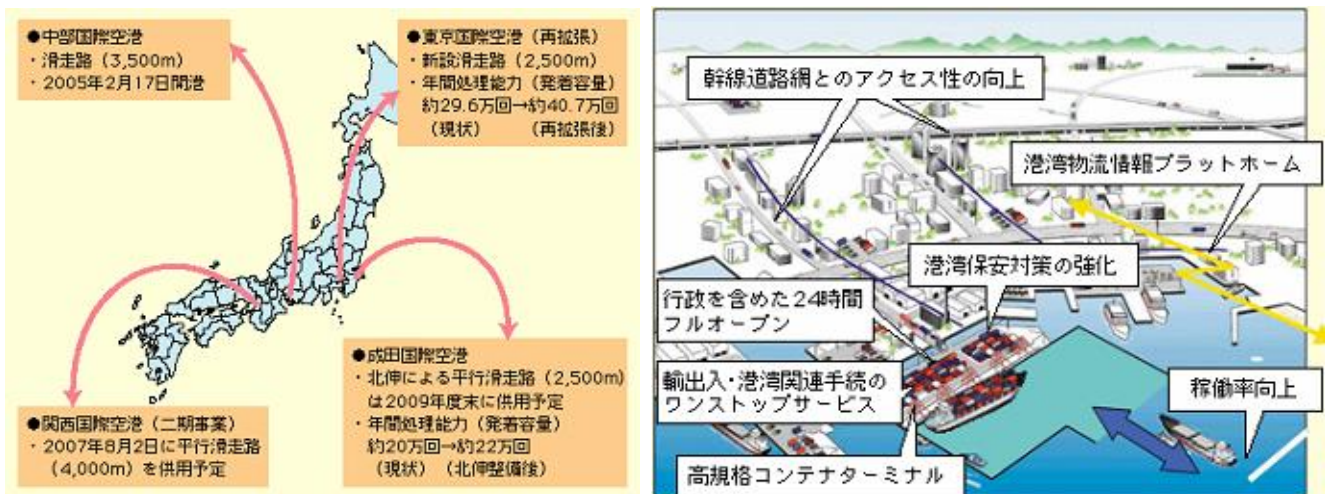 ●中部国際空港
・滑走路（3,500m）
・2005年2月17日開港
●東京国際空港（再拡張）
・新設滑走路（2,500m）
・年間処理能力（発着容量）
約29.6万回→約40.7万回
（現状）　　（再拡張後）
●関西国際空港（二期事業）
・2007年8月2日に平行滑走路
（4,000m）を供用予定
●成田国際空港
・北伸による平行滑走路（2,500m）
は2009年度末に供用予定
・年間処理能力（発着容量）
約20万回→約22万回
（現状）（北伸整備後）
幹線道路網とのアクセス性の向上
港湾物流情報プラットホーム
港湾保安対策の強化
行政を含めた24時間
フルオープン
輸出入・港湾関連手続の
ワンストップサービス
稼働率向上
高規格コンテナターミナル